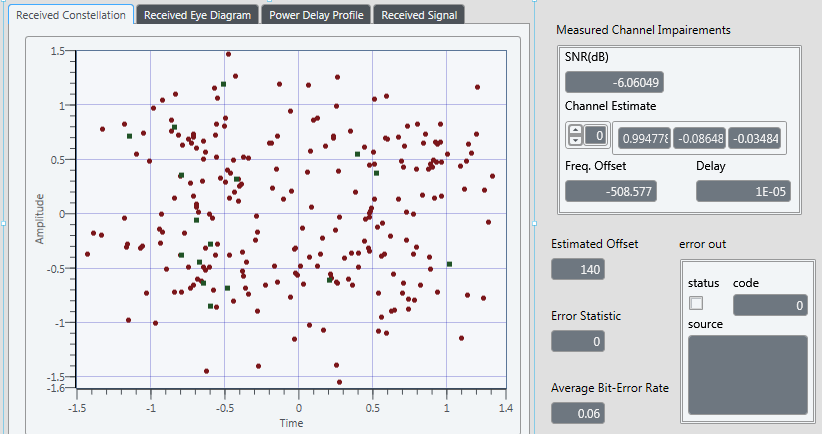 Received Constellation Received Eye Diagram Power Delay Profile Received Signal
Measured Channel Impairements
SNR(dB)
-6.06049
Channel Estimate
0 0.994778 -0.08648 -0.03484
Freq. Offset Delay
-508.577 1E-05
Estimated Offset
140
error out
status code
0
source
Error Statistic
0
Average Bit-Error Rate
0.06
Amplitude
1.5
1
0.5
0
-0.5
-1
-1.5
-1.6
-1.5 -1 -0.5 0 0.5 1 1.4
Time